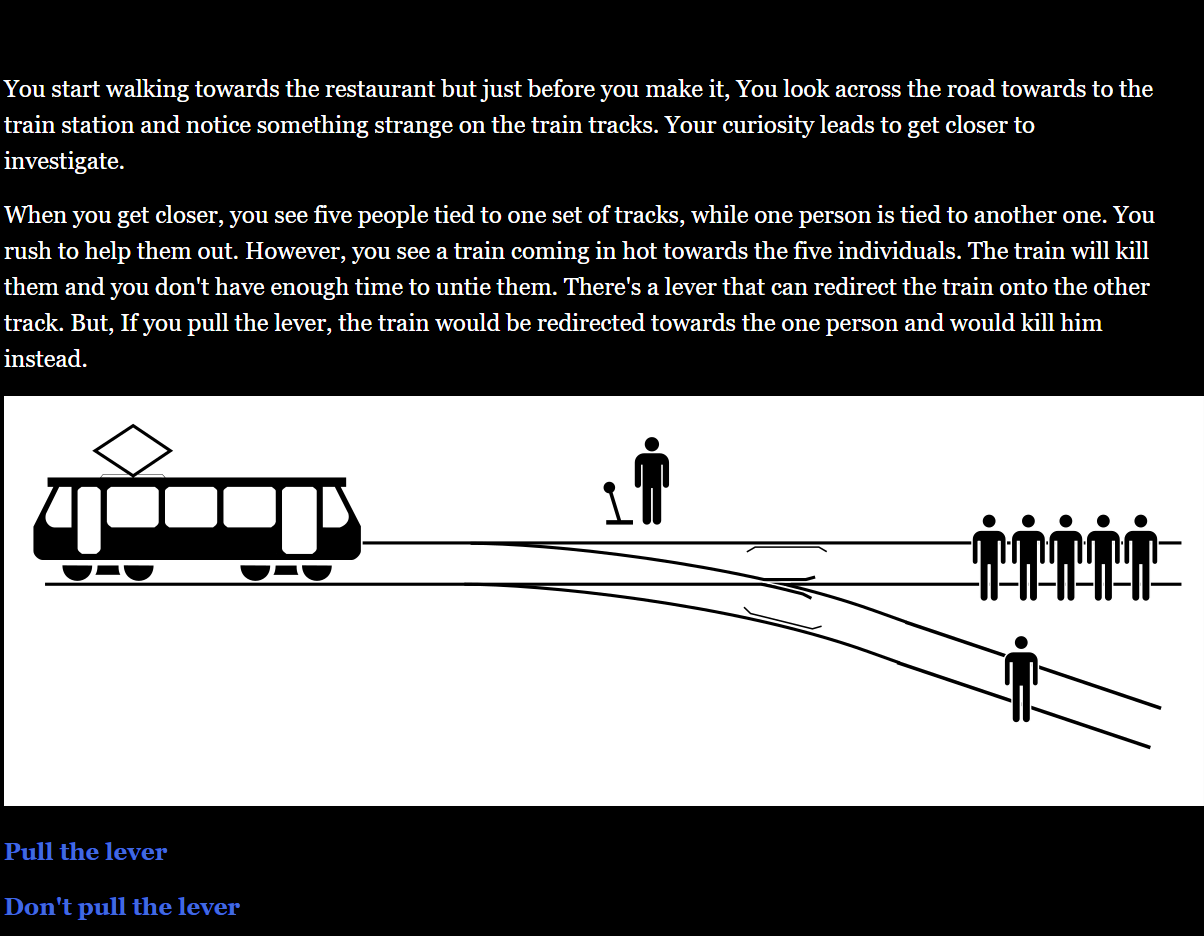 You start walking towards the restaurant but just before you make it, You look across the road towards to the
train station and notice something strange on the train tracks. Your curiosity leads to get closer to
investigate.
When you get closer, you see five people tied to one set of tracks, while one person is tied to another one. You
rush to help them out. However, you see a train coming in hot towards the five individuals. The train will kill
them and you don't have enough time to untie them. There's a lever that can redirect the train onto the other
track. But, If you pull the lever, the train would be redirected towards the one person and would kill him
instead.
Pull the lever
Don't pull the lever